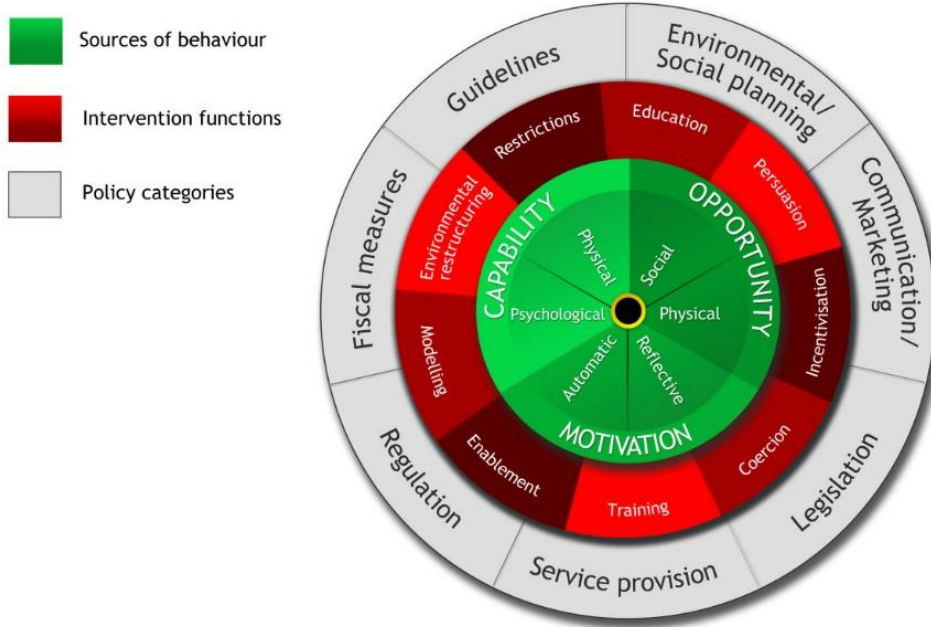 Sources of behaviour
Intervention functions
Policy categories
Guidelines
Environmental/
Social planning
Communication/
Marketing
Legislation
Service provision
Regulation
Fiscal measures
Restrictions
Education
Persuasion
Incentivisation
Coercion
Training
Enablement
Modelling
Environmental
restructuring
CAPABILITY
OPPORTUNITY
MOTIVATION
Physical
Social
Physical
Reflective
Automatic
Psychological